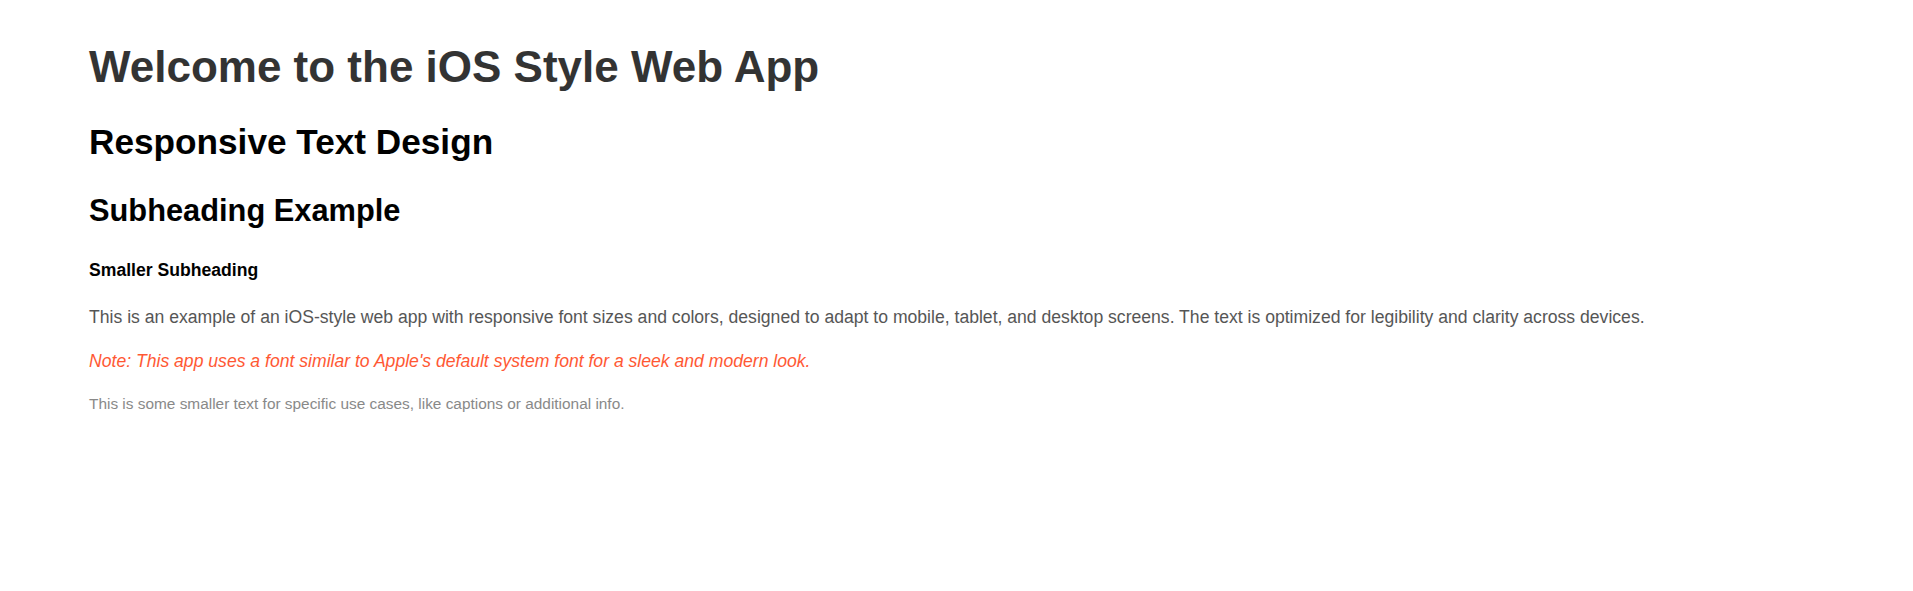 Welcome to the iOS Style Web App
Responsive Text Design
Subheading Example
Smaller Subheading
This is an example of an iOS-style web app with responsive font sizes and colors, designed to adapt to mobile, tablet, and desktop screens. The text is optimized for legibility and clarity across devices.
Note: This app uses a font similar to Apple's default system font for a sleek and modern look.
This is some smaller text for specific use cases, like captions or additional info.